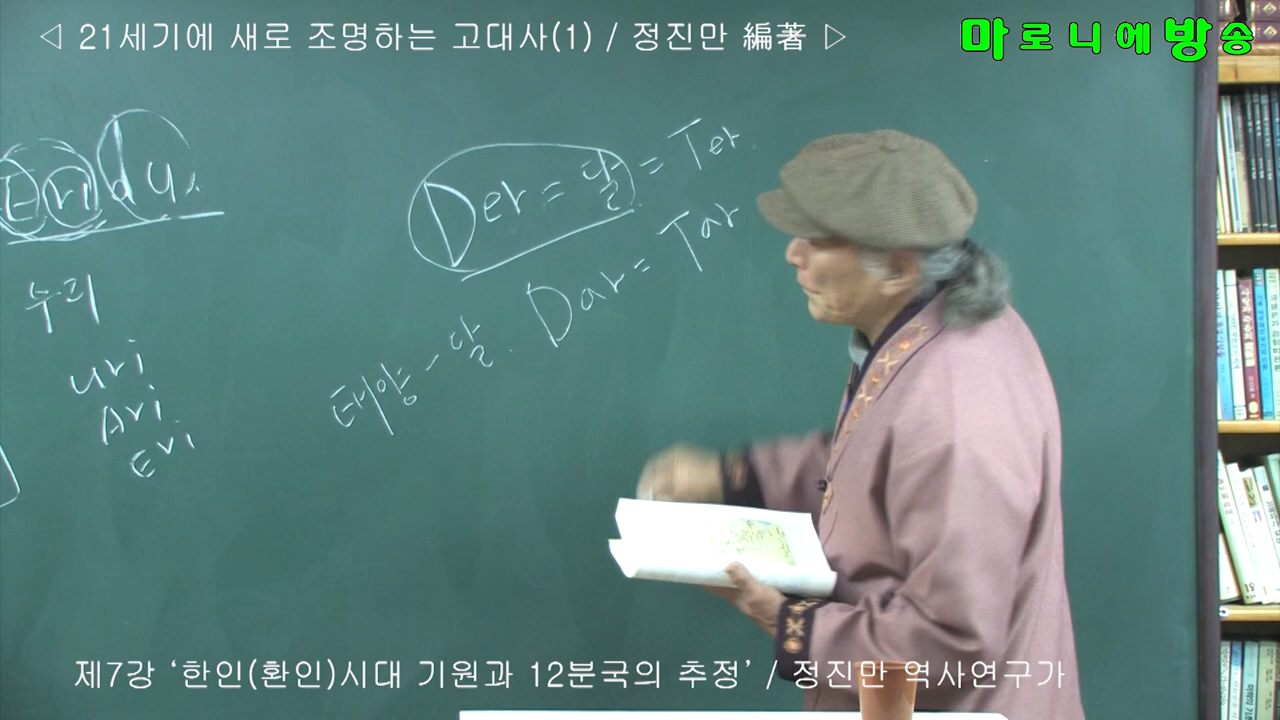 < 21세기에 새로 조명하는 고대사(1) / 정진만 編著 ▷
마로니에방송
Eridu.
Der = 달 = Ter
누리
uri
Ari
Eri
태양 - 달. Dar = Tar
제7강 ‘한인(환인)시대 기원과 12분국의 추정’ / 정진만 역사연구가